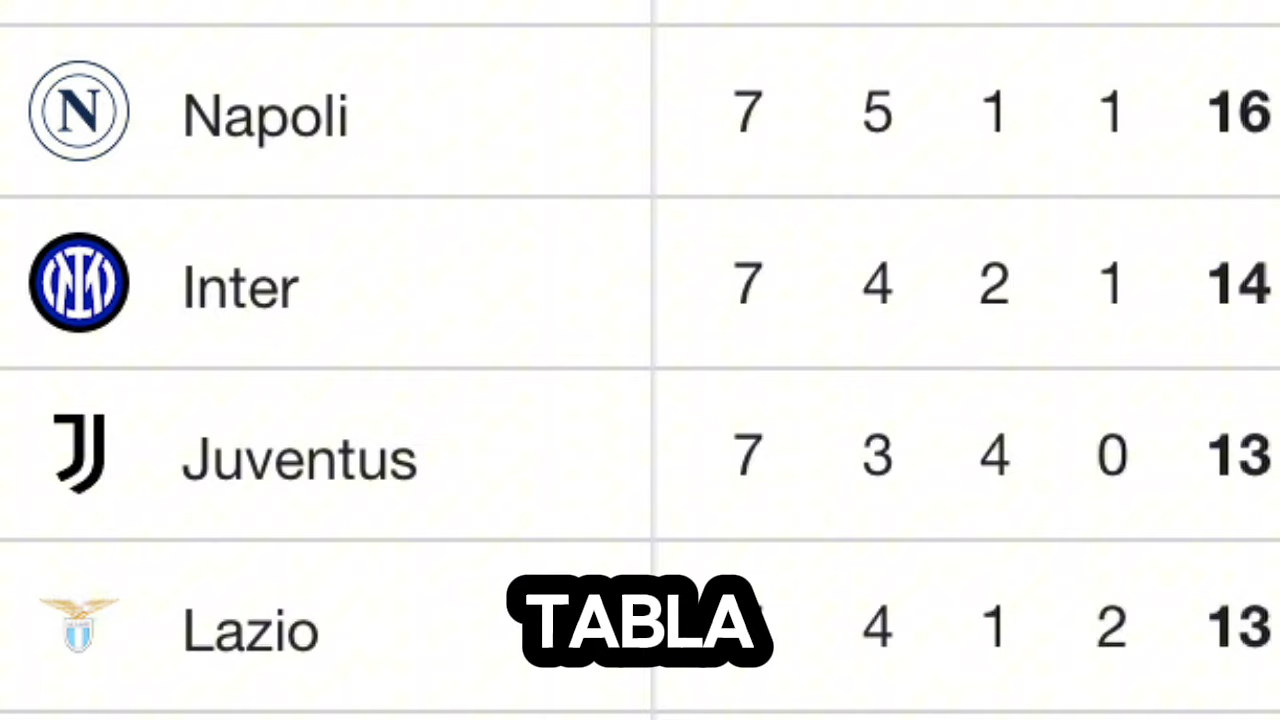 N Napoli 7 5 1 1 16
Inter 7 4 2 1 14
Juventus 7 3 4 0 13
Lazio 4 1 2 13
TABLA